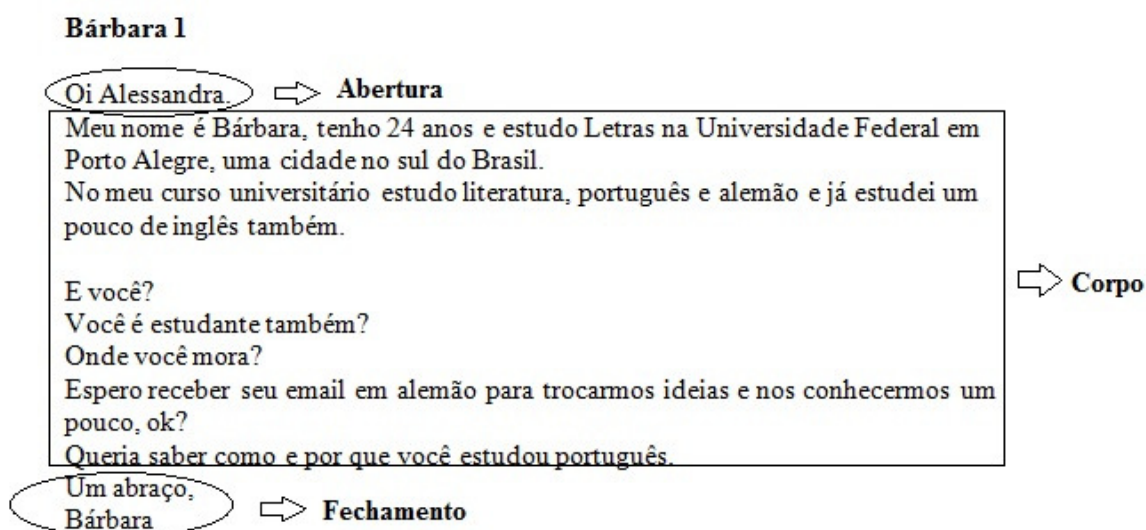 Bárbara 1
Oi Alessandra. Abertura
Meu nome é Bárbara, tenho 24 anos e estudo Letras na Universidade Federal em
Porto Alegre, uma cidade no sul do Brasil.
No meu curso universitário estudo literatura, português e alemão e já estudei um
pouco de inglês também.
E você?
Você é estudante também?
Onde você mora?
Espero receber seu email em alemão para trocarmos ideias e nos conhecermos um
pouco, ok?
Queria saber como e por que você estudou português.
Corpo
Um abraço,
Bárbara
Fechamento